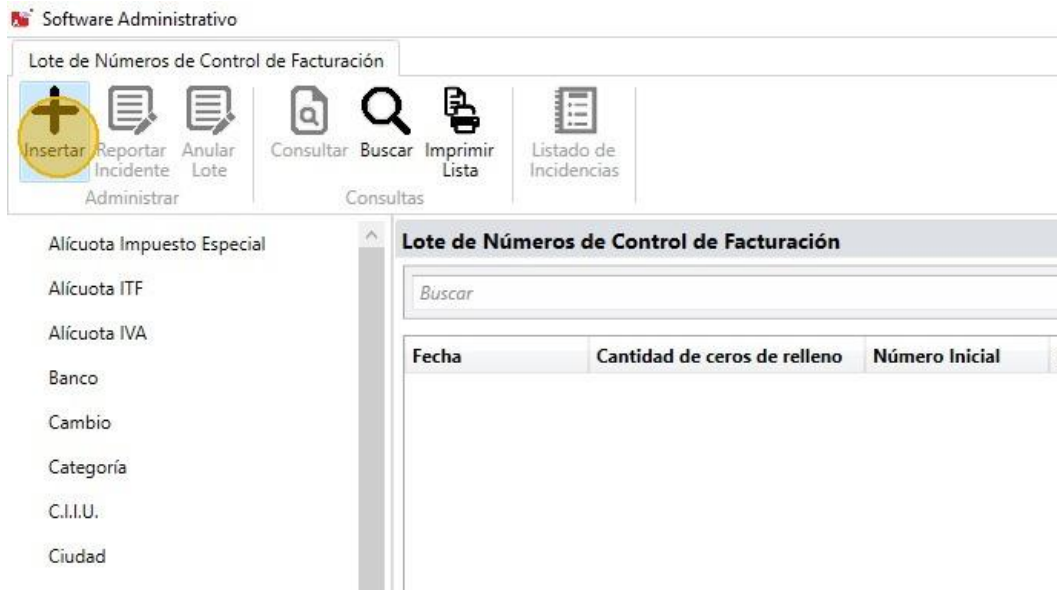 Software Administrativo
Lote de Números de Control de Facturación
Insertar Reportar Incidente Anular Lote
Administrar
Consultar Buscar Imprimir Lista
Consultas
Listado de Incidencias
Alícuota Impuesto Especial
Alícuota ITF
Alícuota IVA
Banco
Cambio
Categoría
C.I.I.U.
Ciudad
Lote de Números de Control de Facturación
Buscar
Fecha Cantidad de ceros de relleno Número Inicial